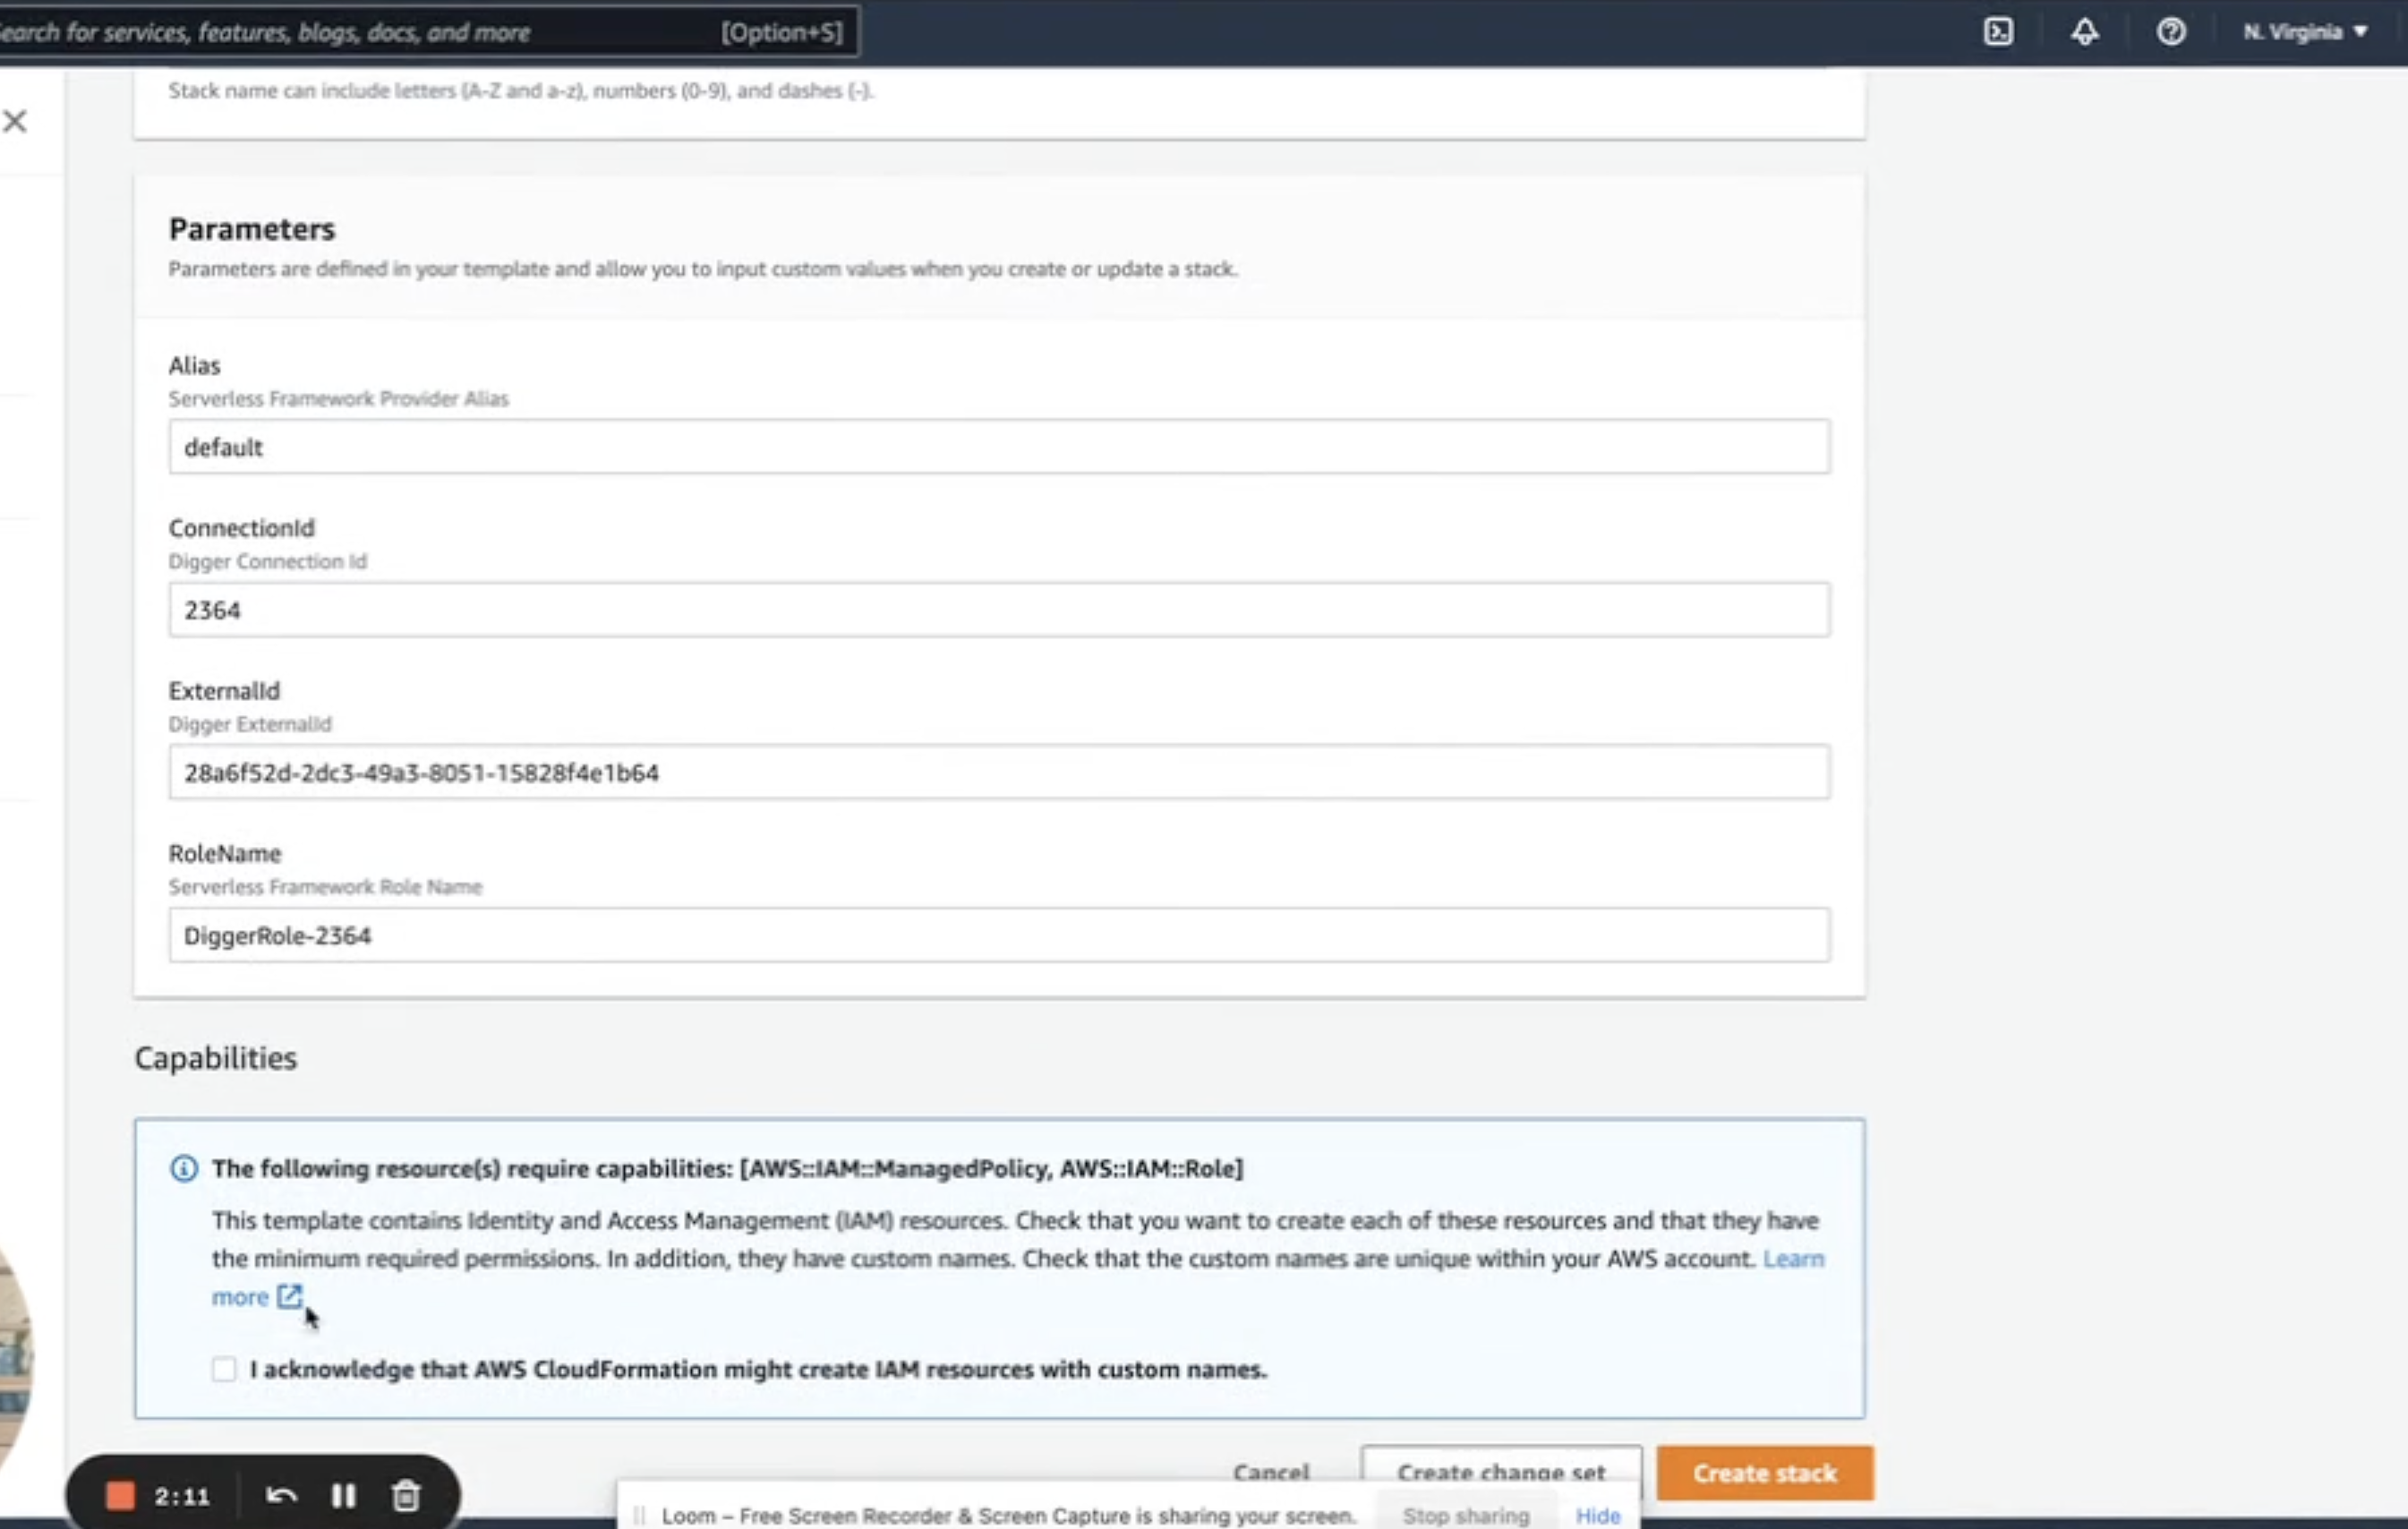 earch for services, features, blogs, docs, and more [Option+S] N. Virginia
Stack name can include letters (A-Z and a-z), numbers (0-9), and dashes (-).
Parameters
Parameters are defined in your template and allow you to input custom values when you create or update a stack.
Alias
Serverless Framework Provider Alias
default
ConnectionId
Digger Connection Id
2364
ExternalId
Digger ExternalId
28a6f52d-2dc3-49a3-8051-15828f4e1b64
RoleName
Serverless Framework Role Name
DiggerRole-2364
Capabilities
The following resource(s) require capabilities: [AWS::IAM::ManagedPolicy, AWS::IAM::Role]
This template contains Identity and Access Management (IAM) resources. Check that you want to create each of these resources and that they have
the minimum required permissions. In addition, they have custom names. Check that the custom names are unique within your AWS account. Learn
more
I acknowledge that AWS CloudFormation might create IAM resources with custom names.
Cancel Create change set Create stack
2:11
Loom – Free Screen Recorder & Screen Capture is sharing your screen. Stop sharing Hide